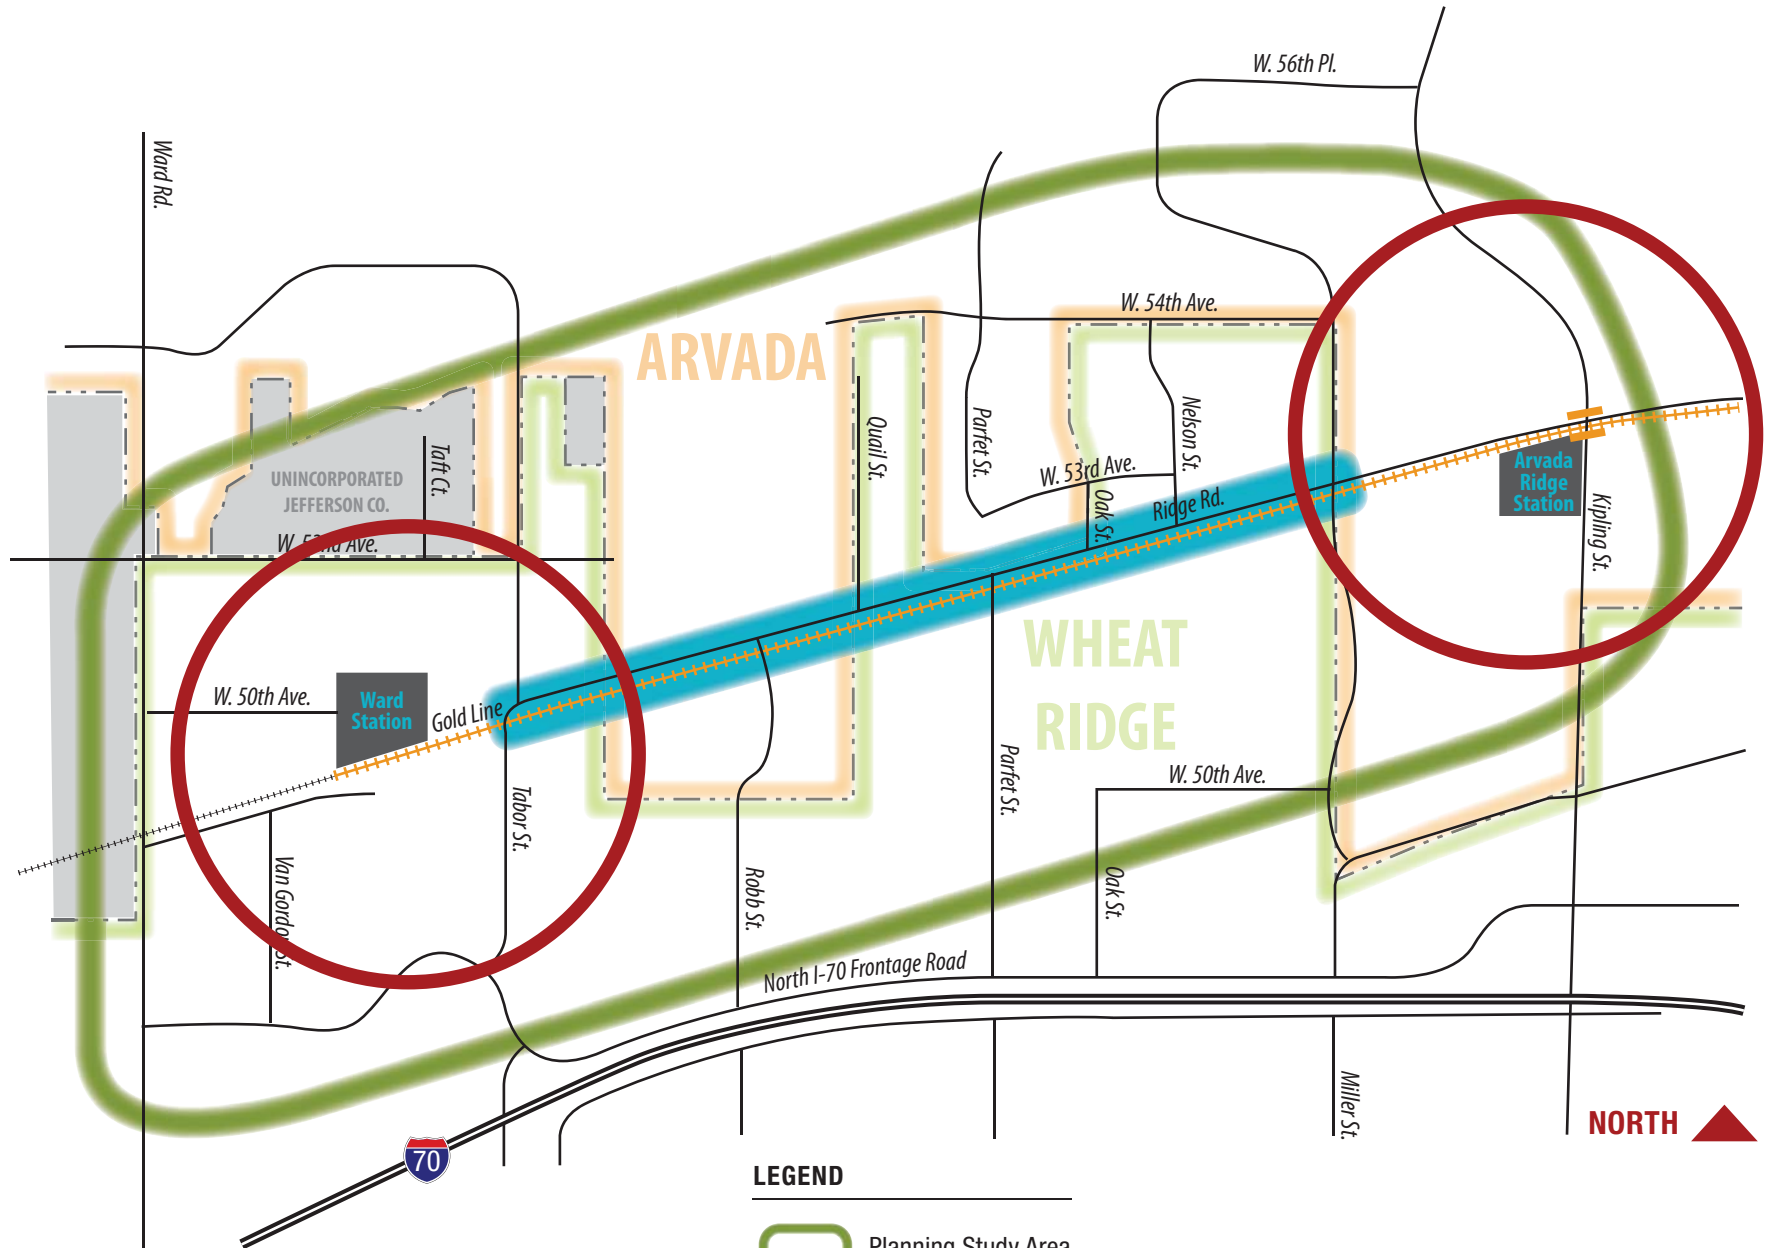 W. 56th Pl.
Ward Rd.
W. 54th Ave.
ARVADA
Quail St.
Parfet St.
Nelson St.
W. 53rd Ave.
Oak St.
Ridge Rd.
Taft Ct.
UNINCORPORATED
JEFFERSON CO.
W. 52nd Ave.
Arvada
Ridge
Station
Kipling St.
WHEAT
RIDGE
W. 50th Ave.
Ward
Station
Gold Line
Tabor St.
Parfet St.
W. 50th Ave.
Van Gordon St.
Robb St.
Oak St.
North I-70 Frontage Road
Miller St.
NORTH
70
LEGEND
Planning Study Area